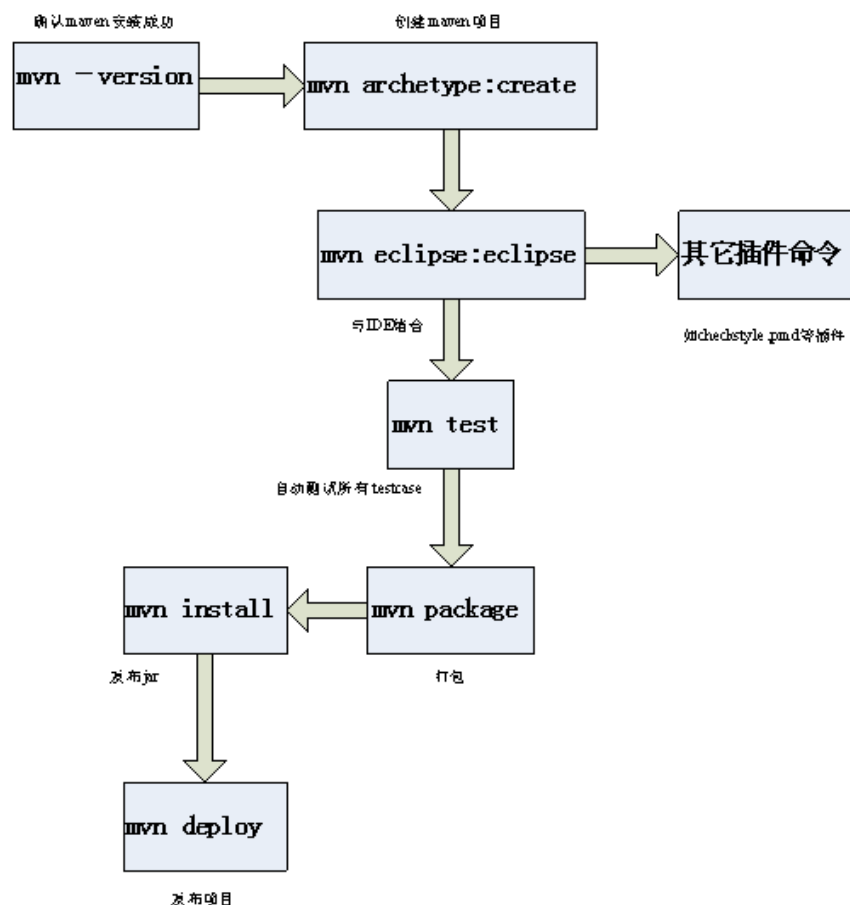 确认maven安装成功
创建maven项目
mvn －version
mvn archetype:create
mvn eclipse:eclipse
其它插件命令
与IDE结合
如checkstyle,pmd等插件
mvn test
自动测试所有testcase
mvn install
mvn package
发布jar
打包
mvn deploy
发布项目